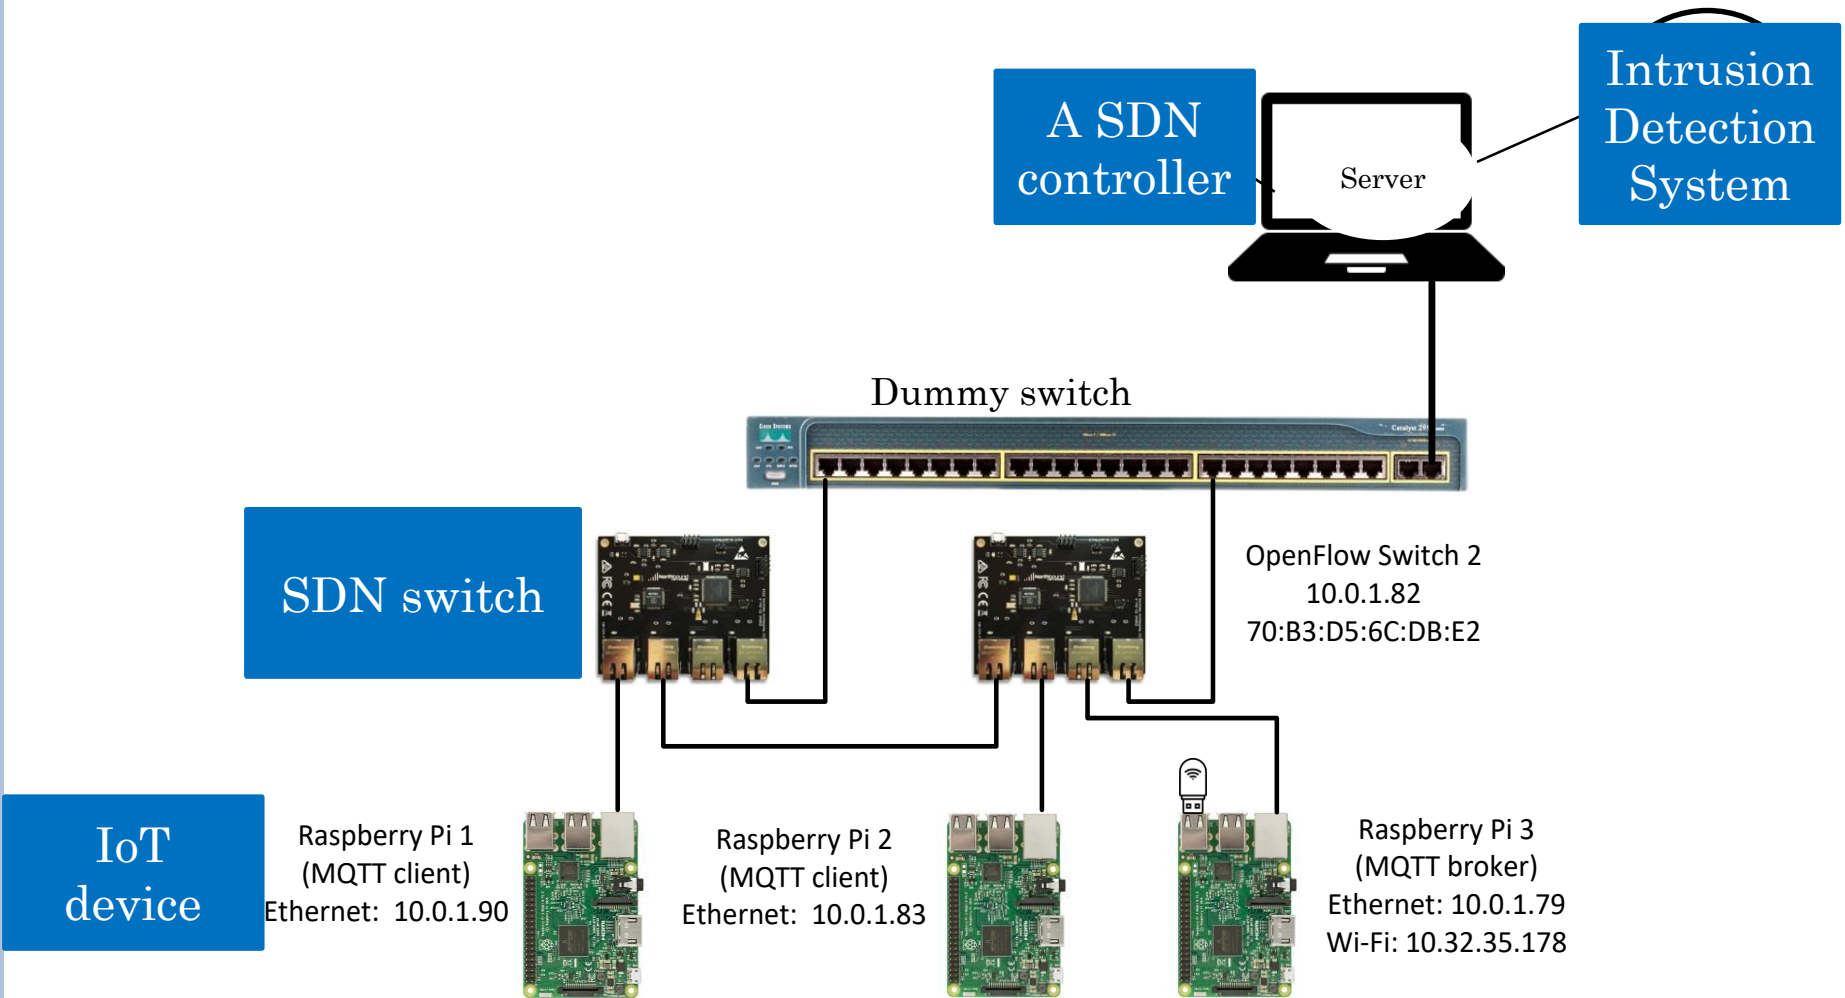 Intrusion
Detection
System
A SDN
controller
Server
Dummy switch
Cisco Systems
SDN switch
OpenFlow Switch 2
10.0.1.82
70:B3:D5:6C:DB:E2
IoT
device
Raspberry Pi 1
(MQTT client)
Ethernet: 10.0.1.90
Raspberry Pi 2
(MQTT client)
Ethernet: 10.0.1.83
Raspberry Pi 3
(MQTT broker)
Ethernet: 10.0.1.79
Wi-Fi: 10.32.35.178